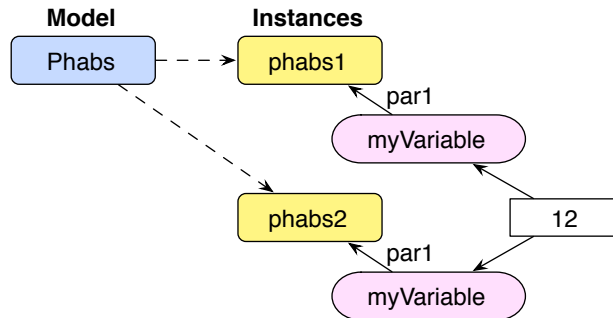 Model
Instances
Phabs
phabs1
par1
myVariable
phabs2
12
par1
myVariable